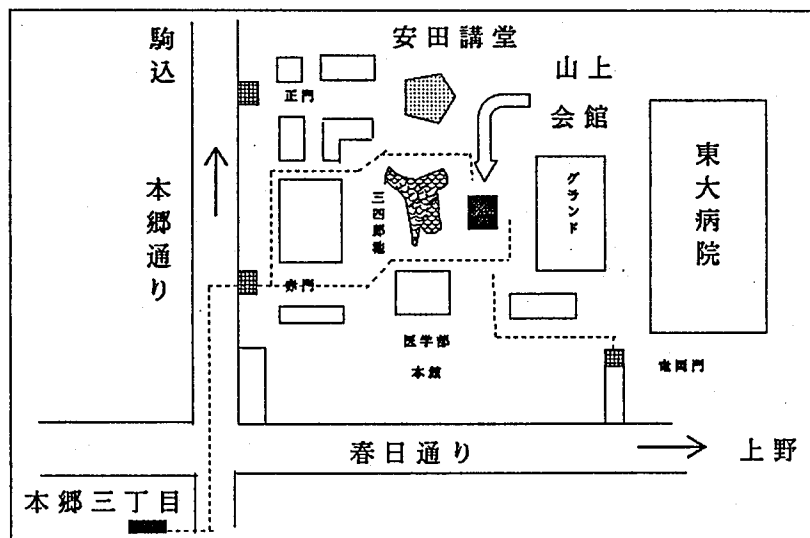 駒込
安田講堂
山上
会館
正門
本郷通り
三四郎池
グランド
東大病院
赤門
医学部
本館
竜岡門
春日通り
上野
本郷三丁目